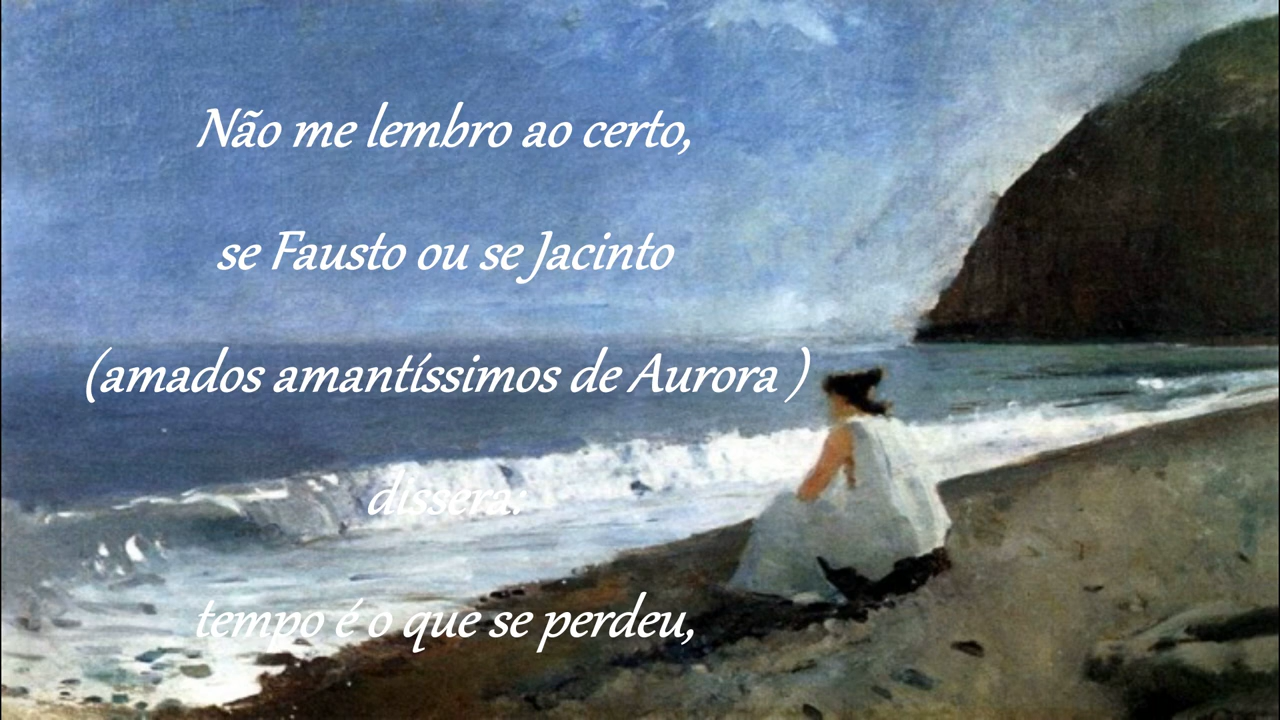 Não me lembro ao certo,
se Fausto ou se Jacinto
(amados amantíssimos de Aurora )
dissera:
tempo é o que se perdeu,